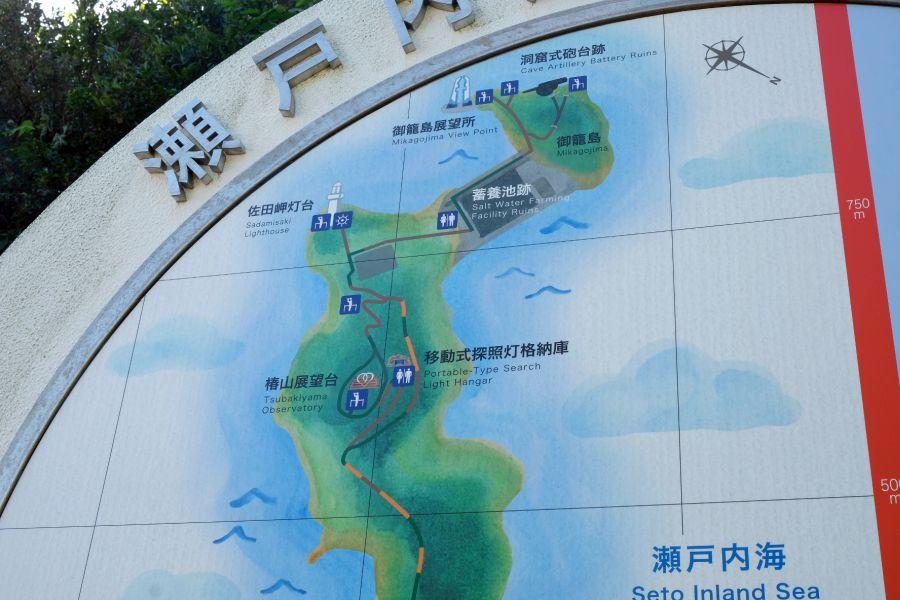 瀬戸内
洞窟式砲台跡
Cave Artillery Battery Ruins
御籠島展望所
Mikagojima View Point
御籠島
Mikagojima
佐田岬灯台
Sadamisaki
Lighthouse
蓄養池跡
Salt Water Farming
Facility Ruins
750
m
移動式探照灯格納庫
Portable-Type Search
Light Hangar
椿山展望台
Tsubakiyama
Observatory
500
m
瀬戸内海
Seto Inland Sea